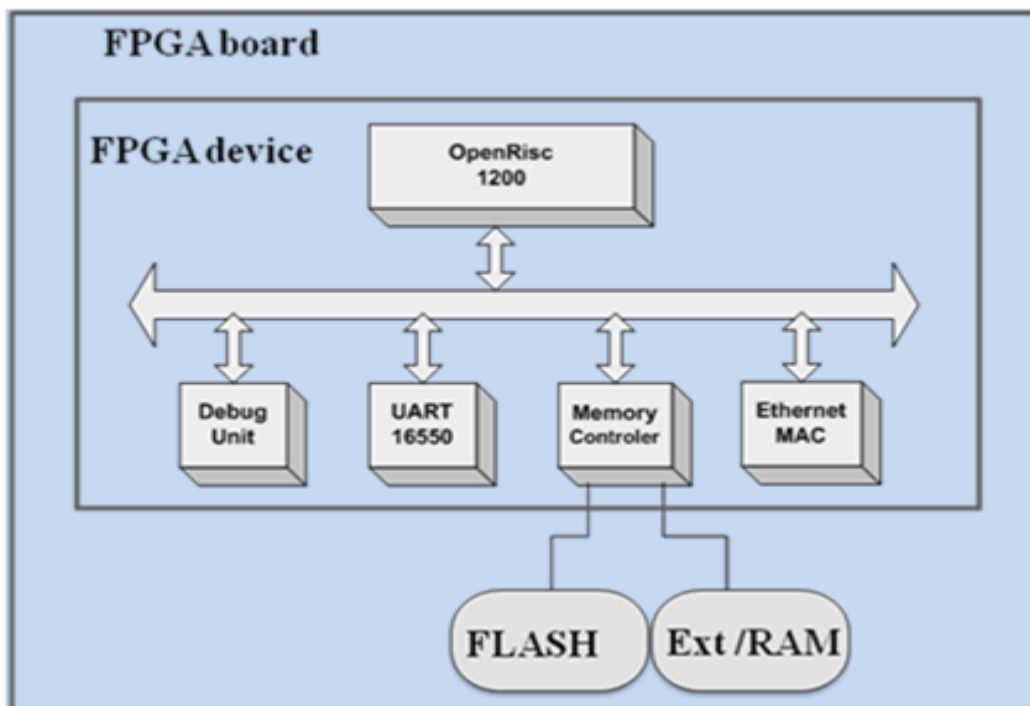 FPGA board
FPGA device
OpenRisc
1200
Debug
Unit
UART
16550
Memory
Controler
Ethernet
MAC
FLASH
Ext /RAM